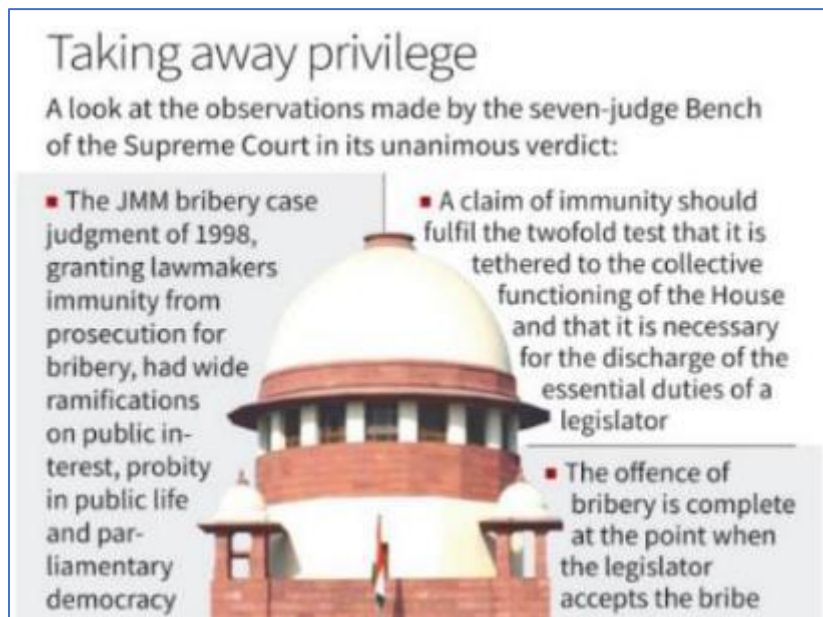 Taking away privilege
A look at the observations made by the seven-judge Bench
of the Supreme Court in its unanimous verdict:
▪ The JMM bribery case
judgment of 1998,
granting lawmakers
immunity from
prosecution for
bribery, had wide
ramifications
on public in-
terest, probity
in public life
and par-
liamentary
democracy
▪ A claim of immunity should
fulfil the twofold test that it is
tethered to the collective
functioning of the House
and that it is necessary
for the discharge of the
essential duties of a
legislator
▪ The offence of
bribery is complete
at the point when
the legislator
accepts the bribe